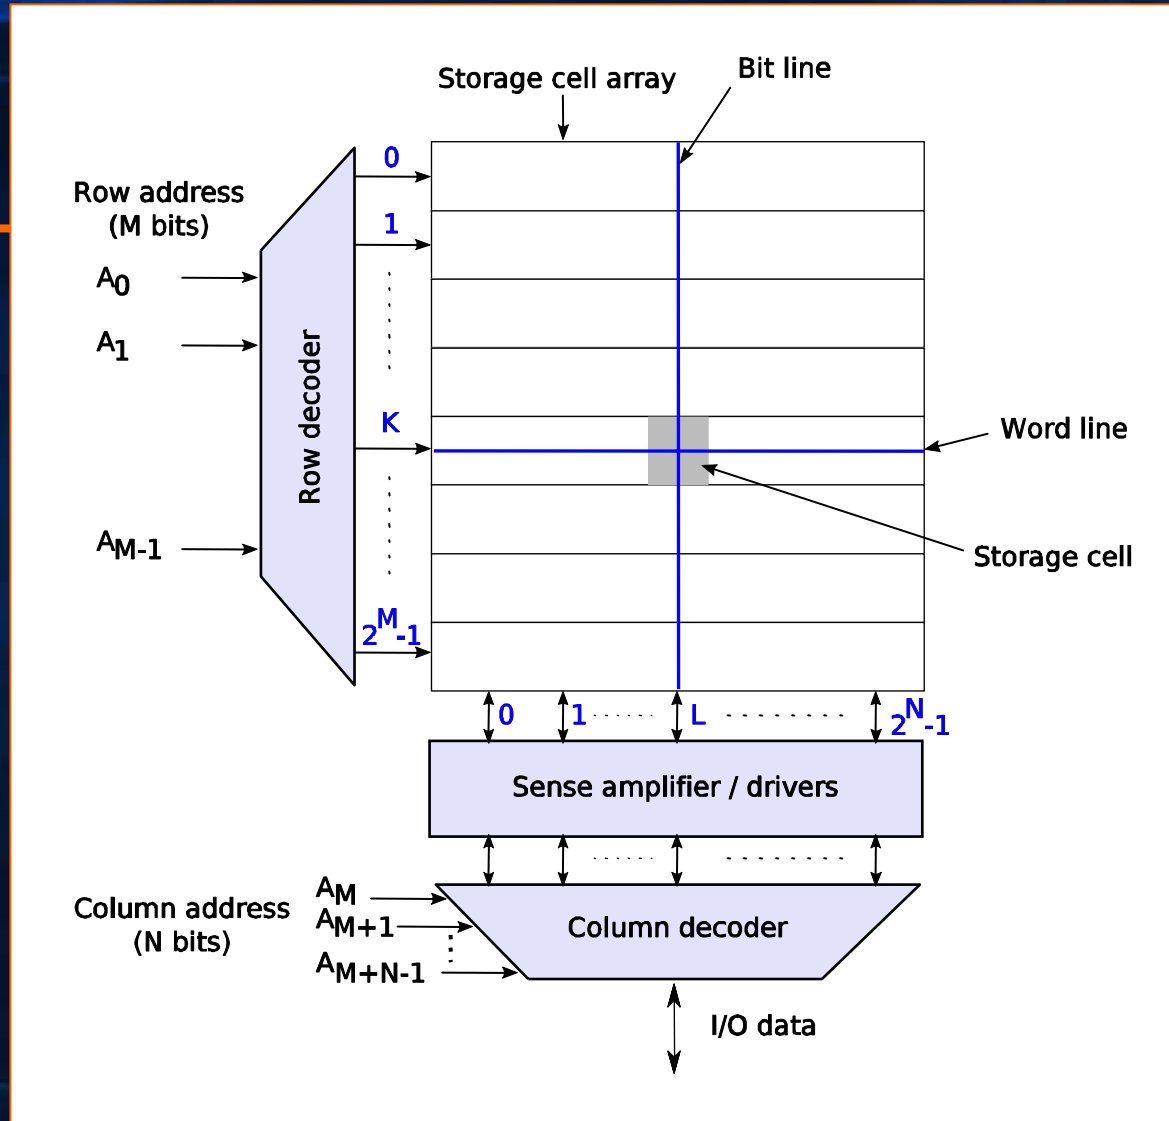 Storage cell array
Bit line
0
Row address
(M bits)
1
A0
A1
Row decoder
K
Word line
AM-1
Storage cell
2M-1
0
1
L
2N-1
Sense amplifier / drivers
AM
Column address
(N bits)
AM+1
Column decoder
AM+N-1
I/O data